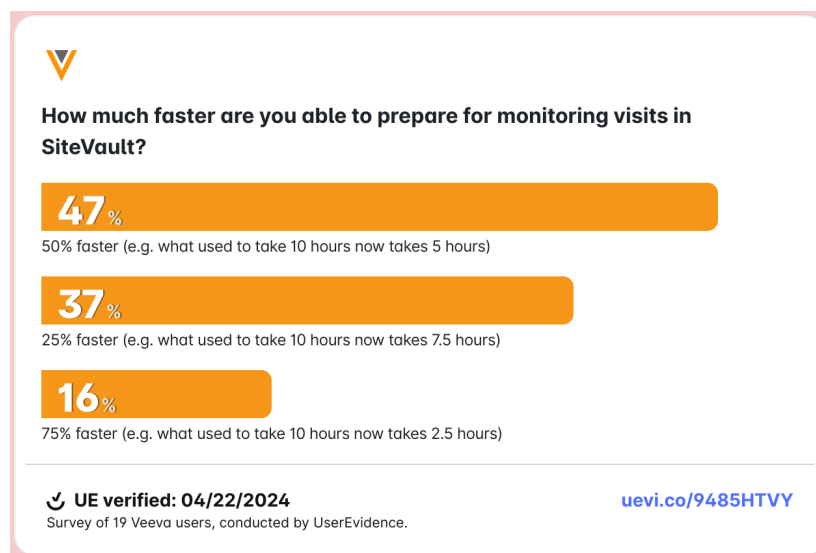 How much faster are you able to prepare for monitoring visits in
SiteVault?
47%
50% faster (e.g. what used to take 10 hours now takes 5 hours)
37%
25% faster (e.g. what used to take 10 hours now takes 7.5 hours)
16%
75% faster (e.g. what used to take 10 hours now takes 2.5 hours)
UE verified: 04/22/2024
uevi.co/9485HTVY
Survey of 19 Veeva users, conducted by UserEvidence.